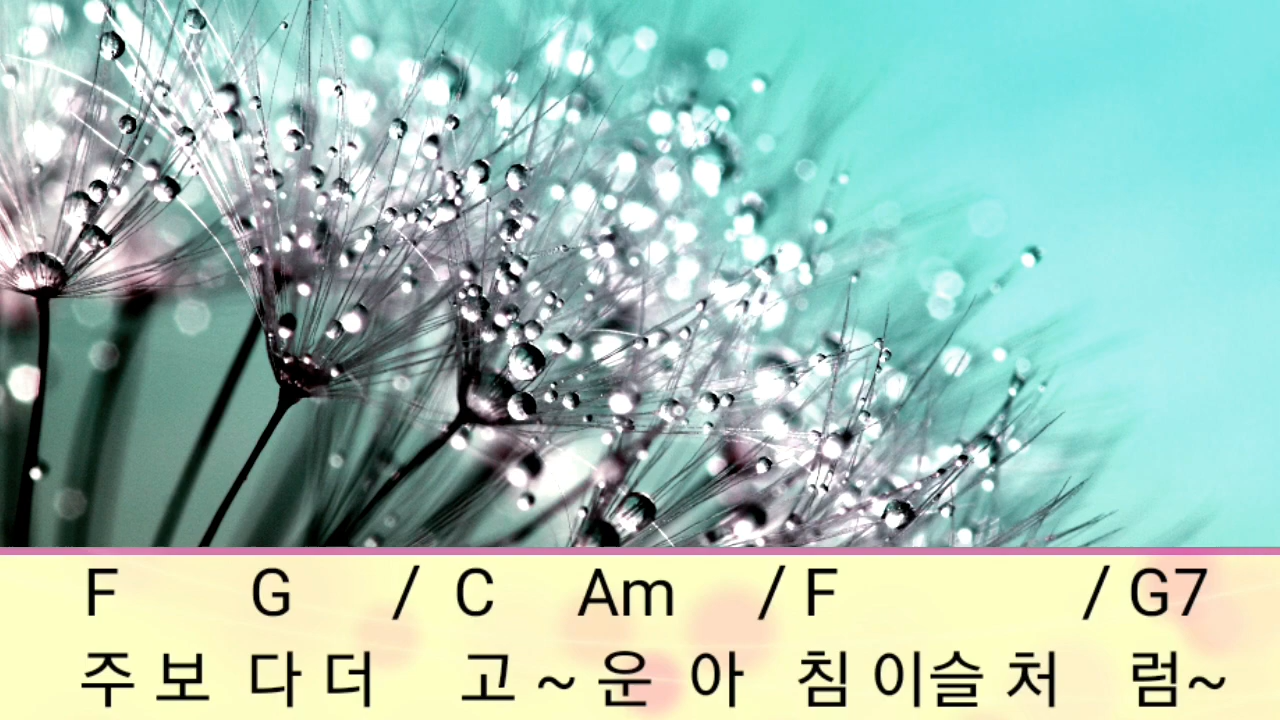 F G / C Am / F / G7
주 보 다 더 고 ~ 운 아 침 이슬 처 럼~